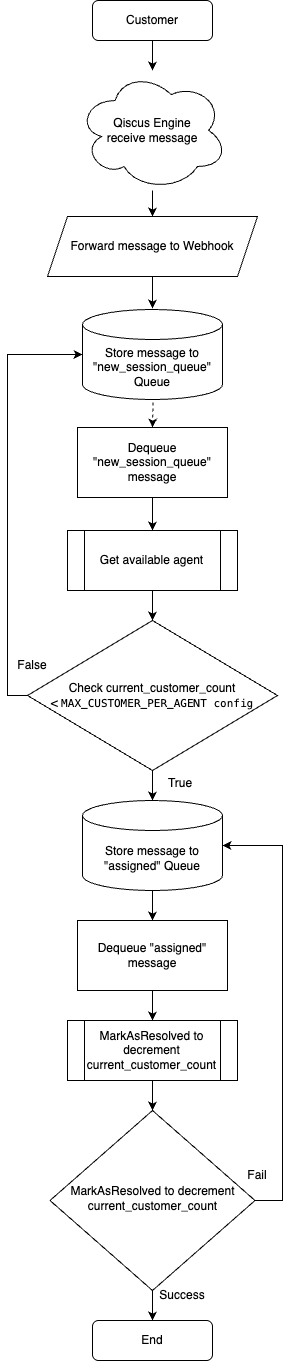 Customer
Qiscus Engine
receive message
Forward message to Webhook
Store message to
"new_session_queue"
Queue
Dequeue
"new_session_queue"
message
Get available agent
False
Check current_customer_count
< MAX_CUSTOMER_PER_AGENT config
True
Store message to
"assigned" Queue
Dequeue "assigned"
message
MarkAsResolved to
decrement
current_customer_count
Fail
MarkAsResolved to decrement
current_customer_count
Success
End